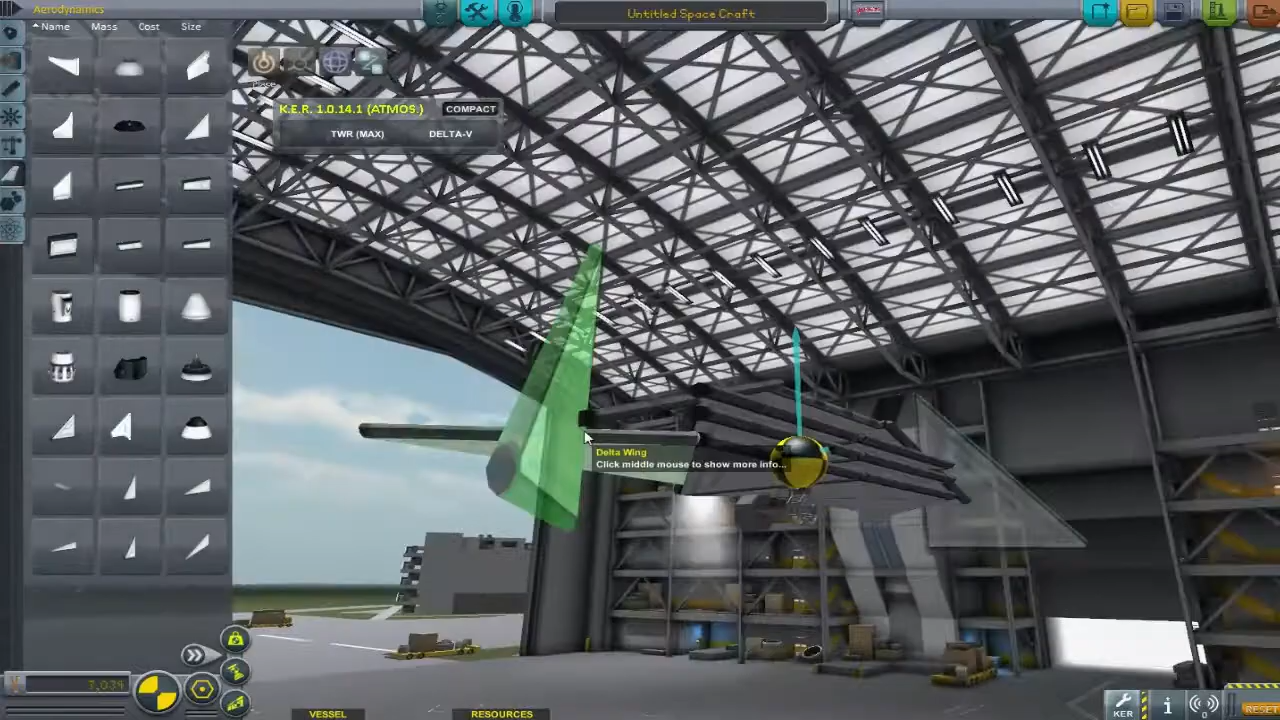 Aerodynamics
Untitled Space Craft
Name Mass Cost Size
K.E.R. 1.0.14.1 (ATMOS.) COMPACT
TWR (MAX) DELTA-V
Delta Wing
Click middle mouse to show more info...
VESSEL
RESOURCES
KER
RESET